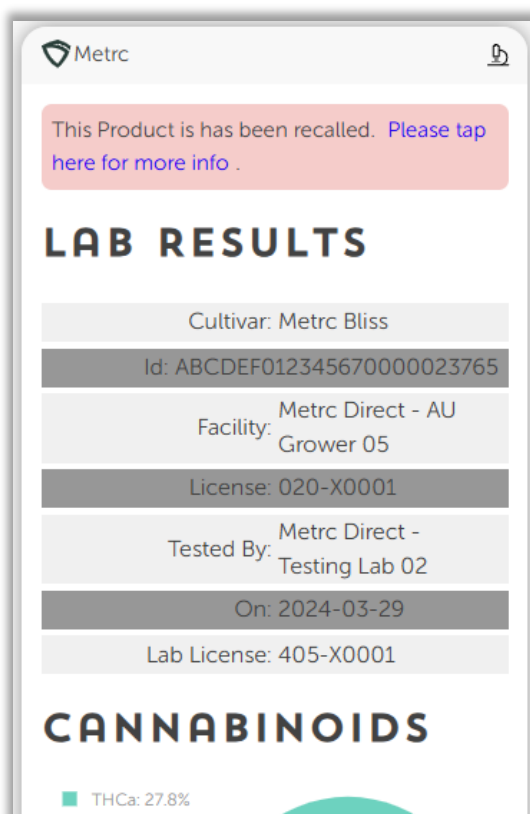 Metrc
This Product is has been recalled. Please tap
here for more info .
LAB RESULTS
Cultivar: Metrc Bliss
Id: ABCDEF012345670000023765
Facility: Metrc Direct - AU
Grower 05
License: 020-X0001
Tested By: Metrc Direct -
Testing Lab 02
On: 2024-03-29
Lab License: 405-X0001
CANNABINOIDS
THCa: 27.8%